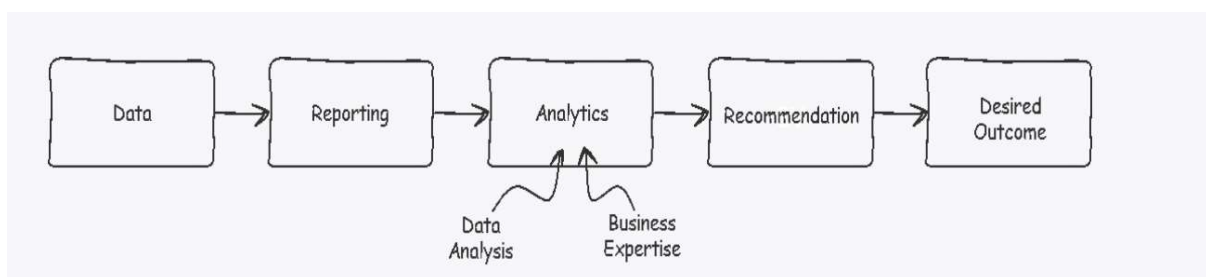 Data
Reporting
Analytics
Recommendation
Desired
Outcome
Data
Analysis
Business
Expertise